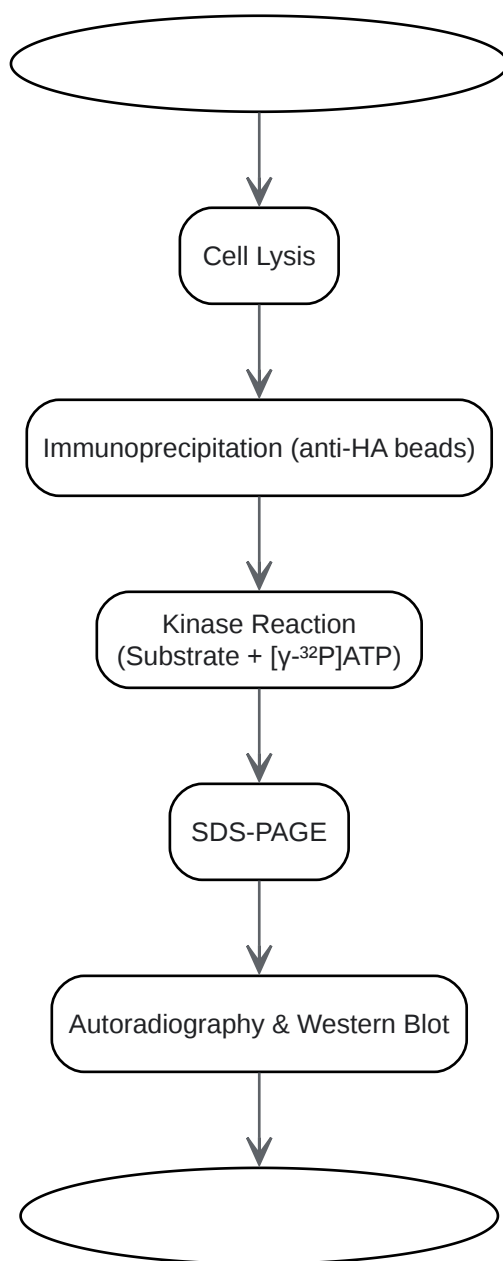 Cell Lysis
Immunoprecipitation (anti-HA beads)
Kinase Reaction
(Substrate + [γ-³²P]ATP)
SDS-PAGE
Autoradiography & Western Blot